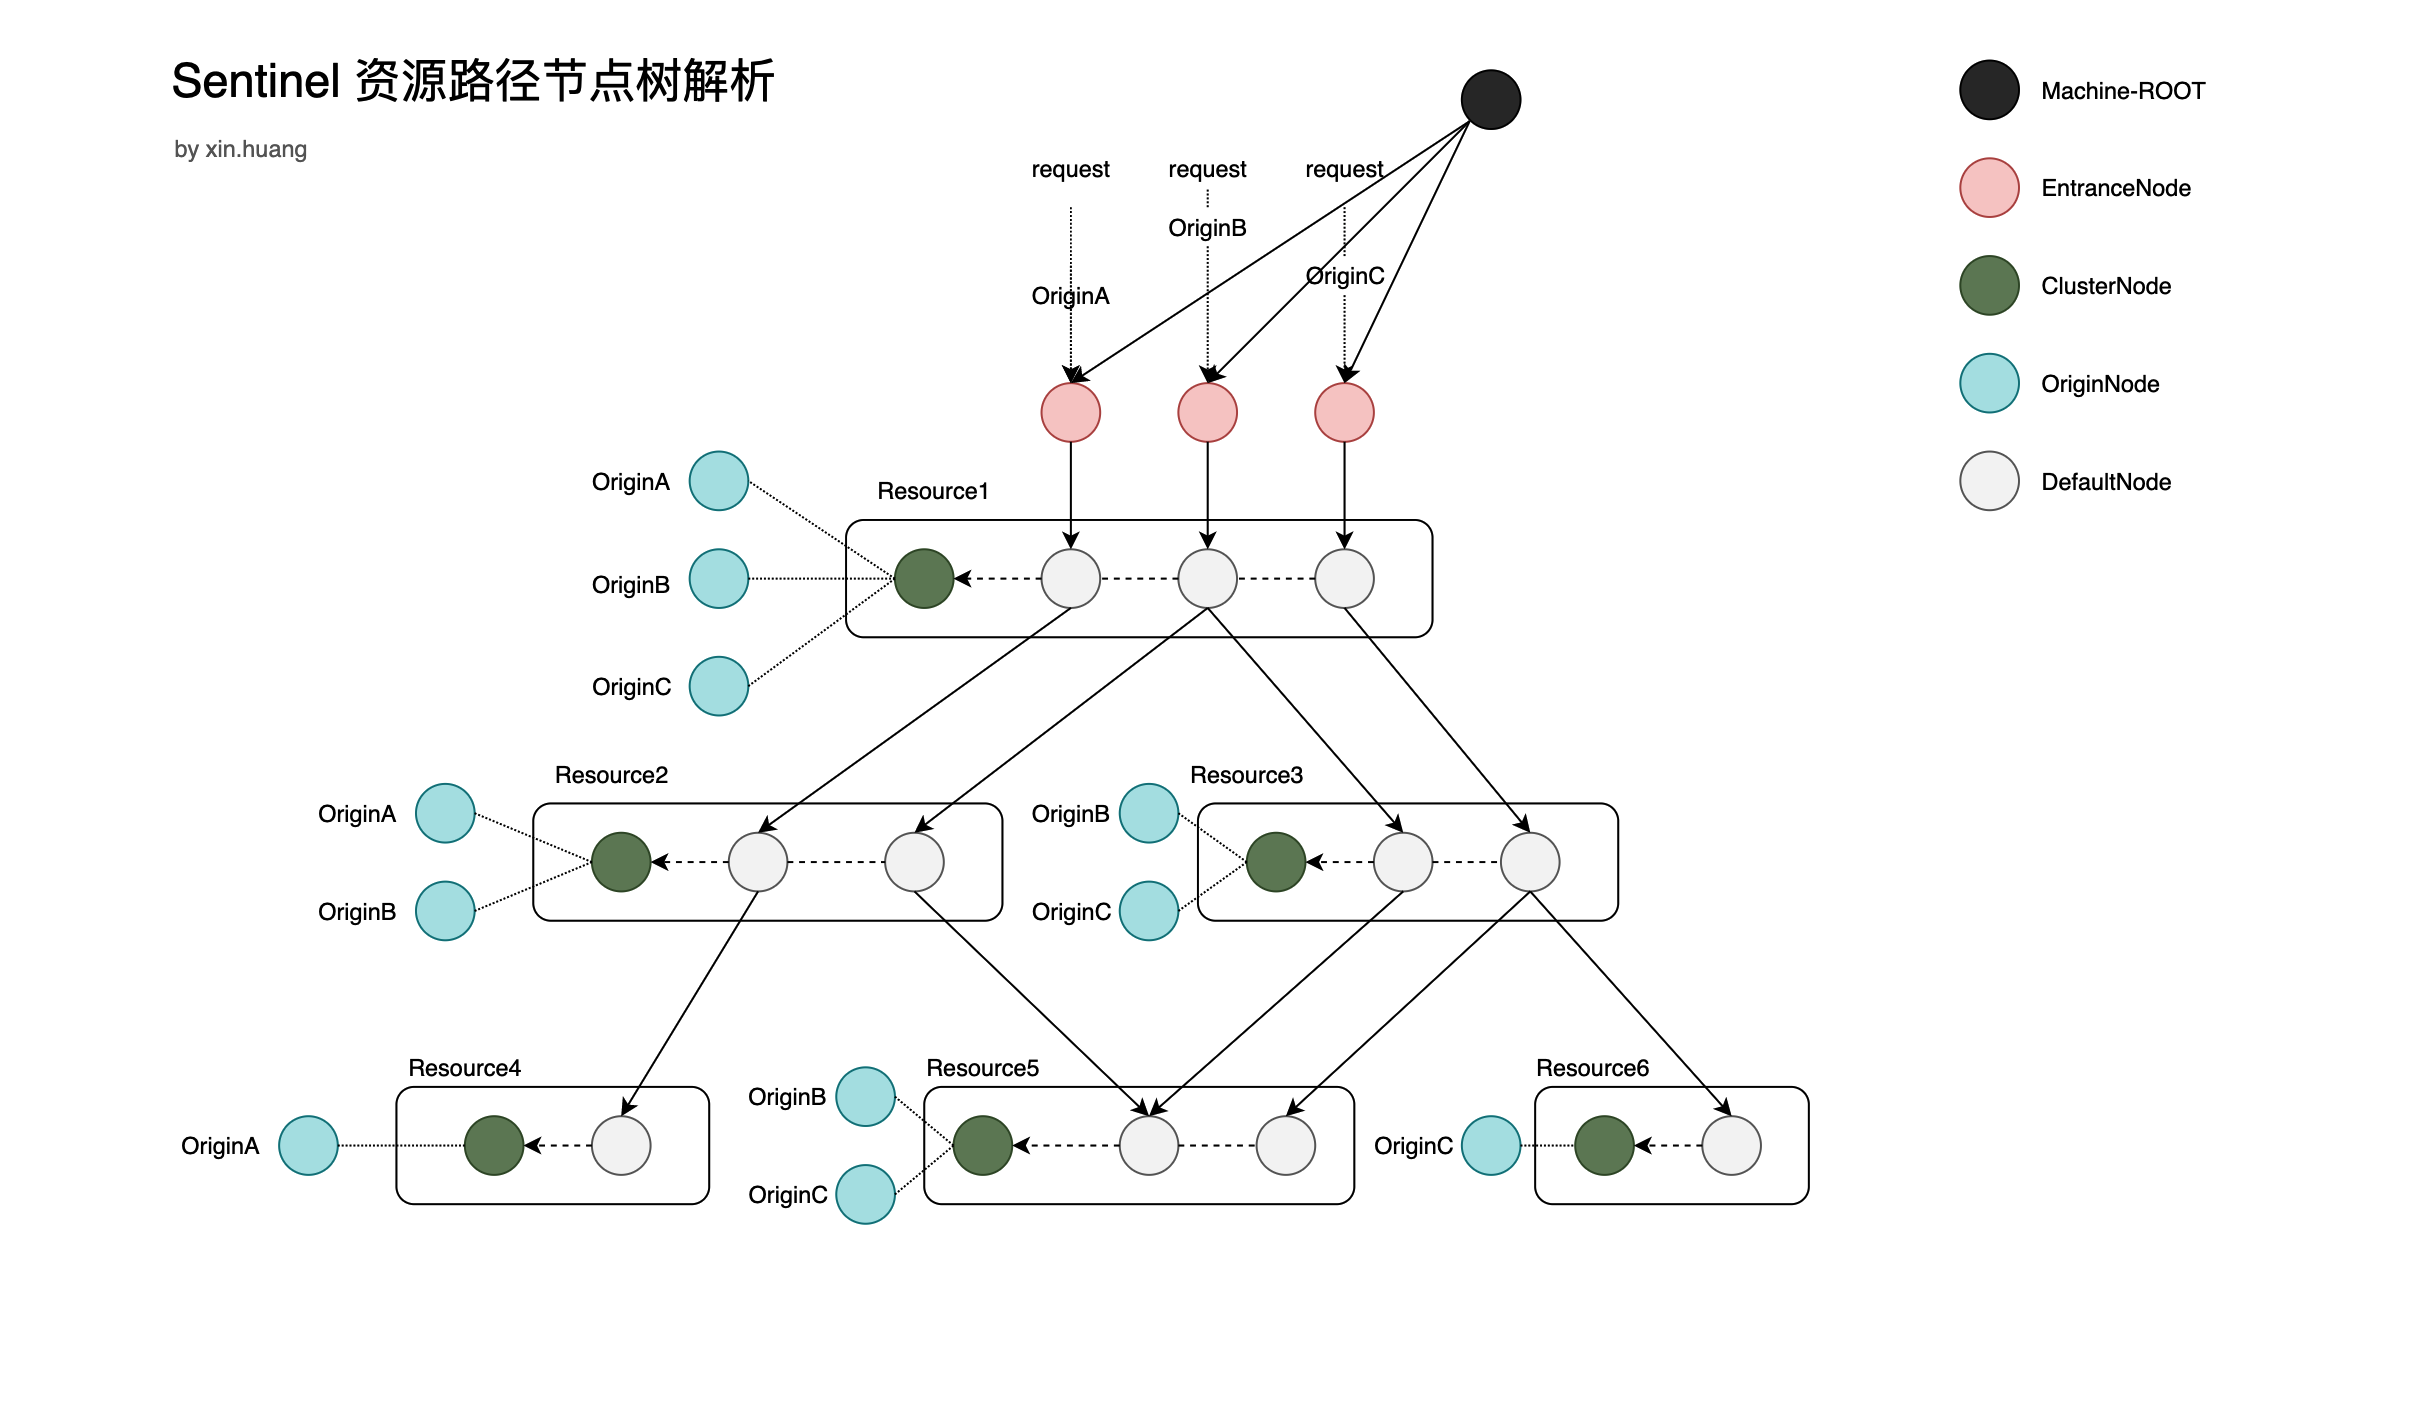 Sentinel 资源路径节点树解析
by xin.huang
Machine-ROOT
EntranceNode
ClusterNode
OriginNode
DefaultNode
request
request
request
OriginB
OriginC
OriginA
OriginA
Resource1
OriginB
OriginC
Resource2
Resource3
OriginA
OriginB
OriginB
OriginC
Resource4
Resource5
Resource6
OriginB
OriginA
OriginC
OriginC